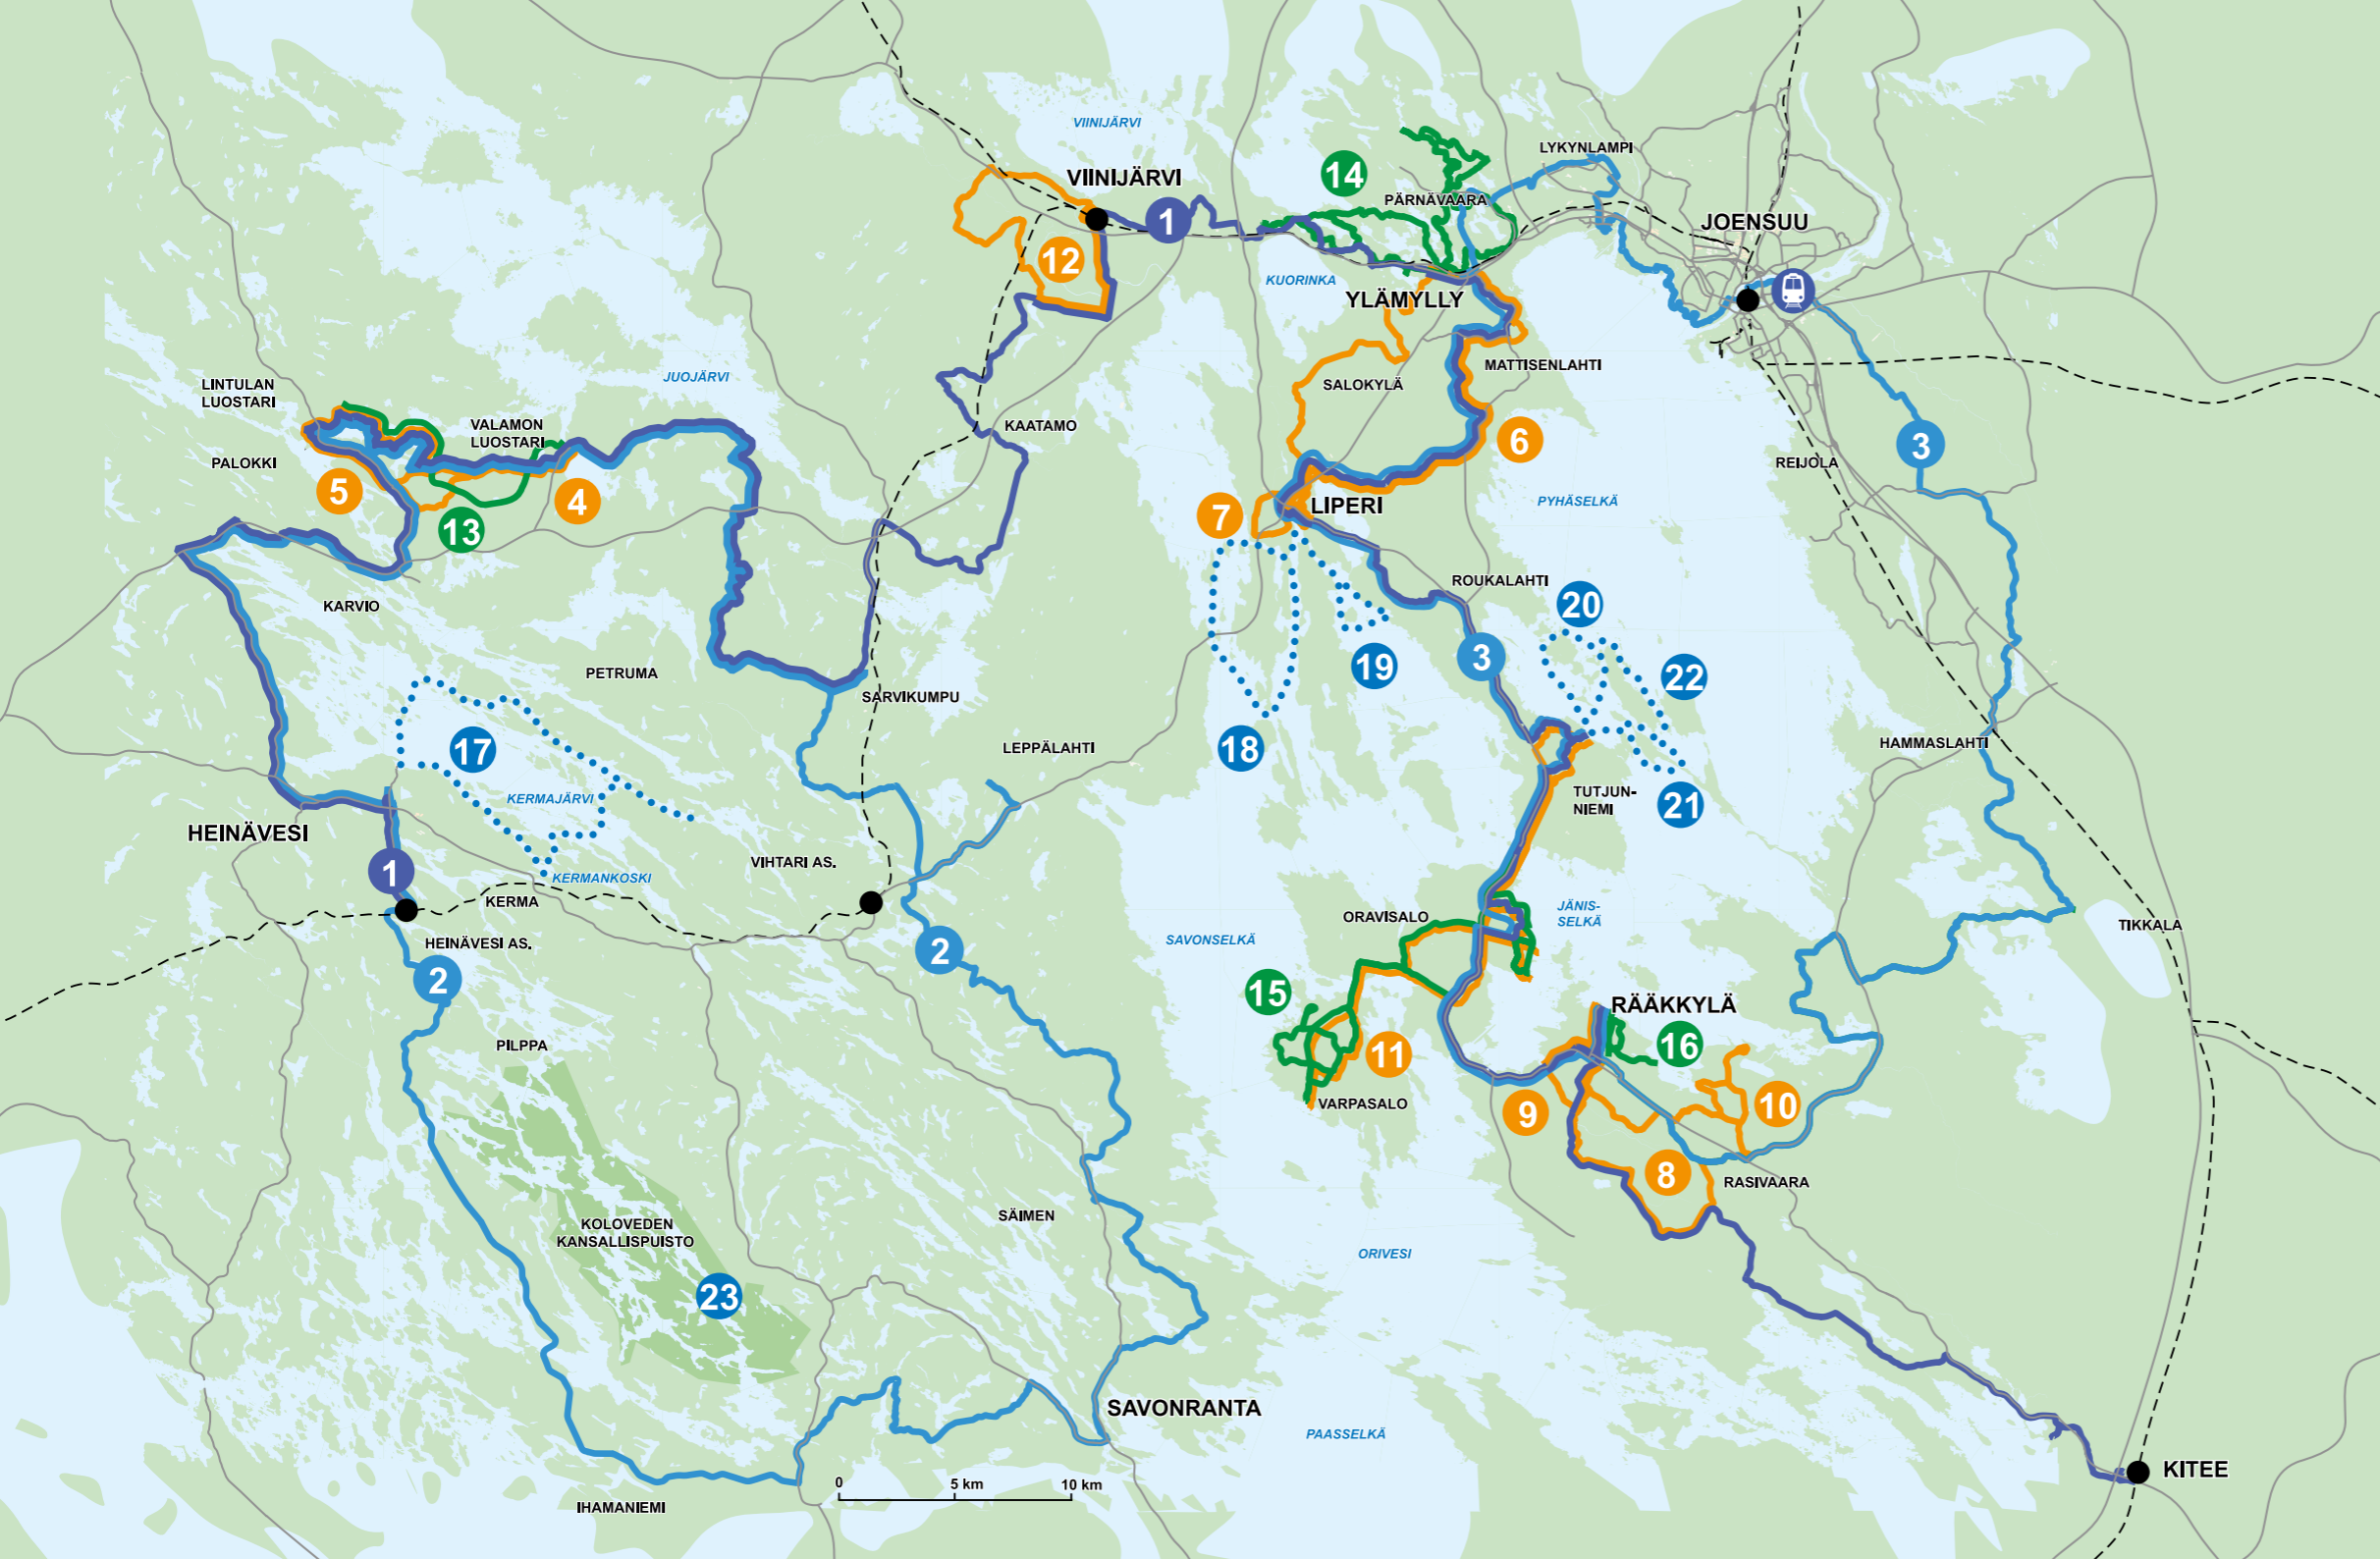 VIINIJÄRVI
LYKYNLAMPI
VIINIJÄRVI
14
PÄRNÄVAARA
1
JOENSUU
12
KUORINKA
YLÄMYLLY
MATTISENLAHTI
JUOJÄRVI
LINTULAN
LUOSTARI
SALOKYLÄ
VALAMON
LUOSTARI
KAATAMO
6
3
PALOKKI
REIJOLA
5
4
13
7
LIPERI
PYHÄSELKÄ
ROUKALAHTI
KARVIO
20
3
19
22
PETRUMA
SARVIKUMPU
17
18
LEPPÄLAHTI
HAMMASLAHTI
KERMAJÄRVI
TUTJUN-
NIEMI
21
HEINÄVESI
1
VIHTARI AS.
KERMANKOSKI
KERMA
ORAVISALO
JÄNIS-
SELKÄ
TIKKALA
HEINÄVESI AS.
SAVONSELKÄ
2
2
15
RÄÄKKYLÄ
16
PILPPA
11
VARPASALO
9
10
8
RASIVAARA
SÄIMEN
KOLOVEDEN
KANSALLISPUISTO
ORIVESI
23
SAVONRANTA
PAASSELKÄ
KITEE
0
5 km
10 km
IHAMANIEMI